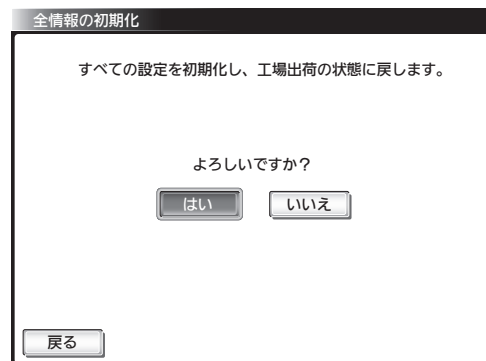 全情報の初期化
すべての設定を初期化し、工場出荷の状態に戻します。
よろしいですか？
はい いいえ
戻る